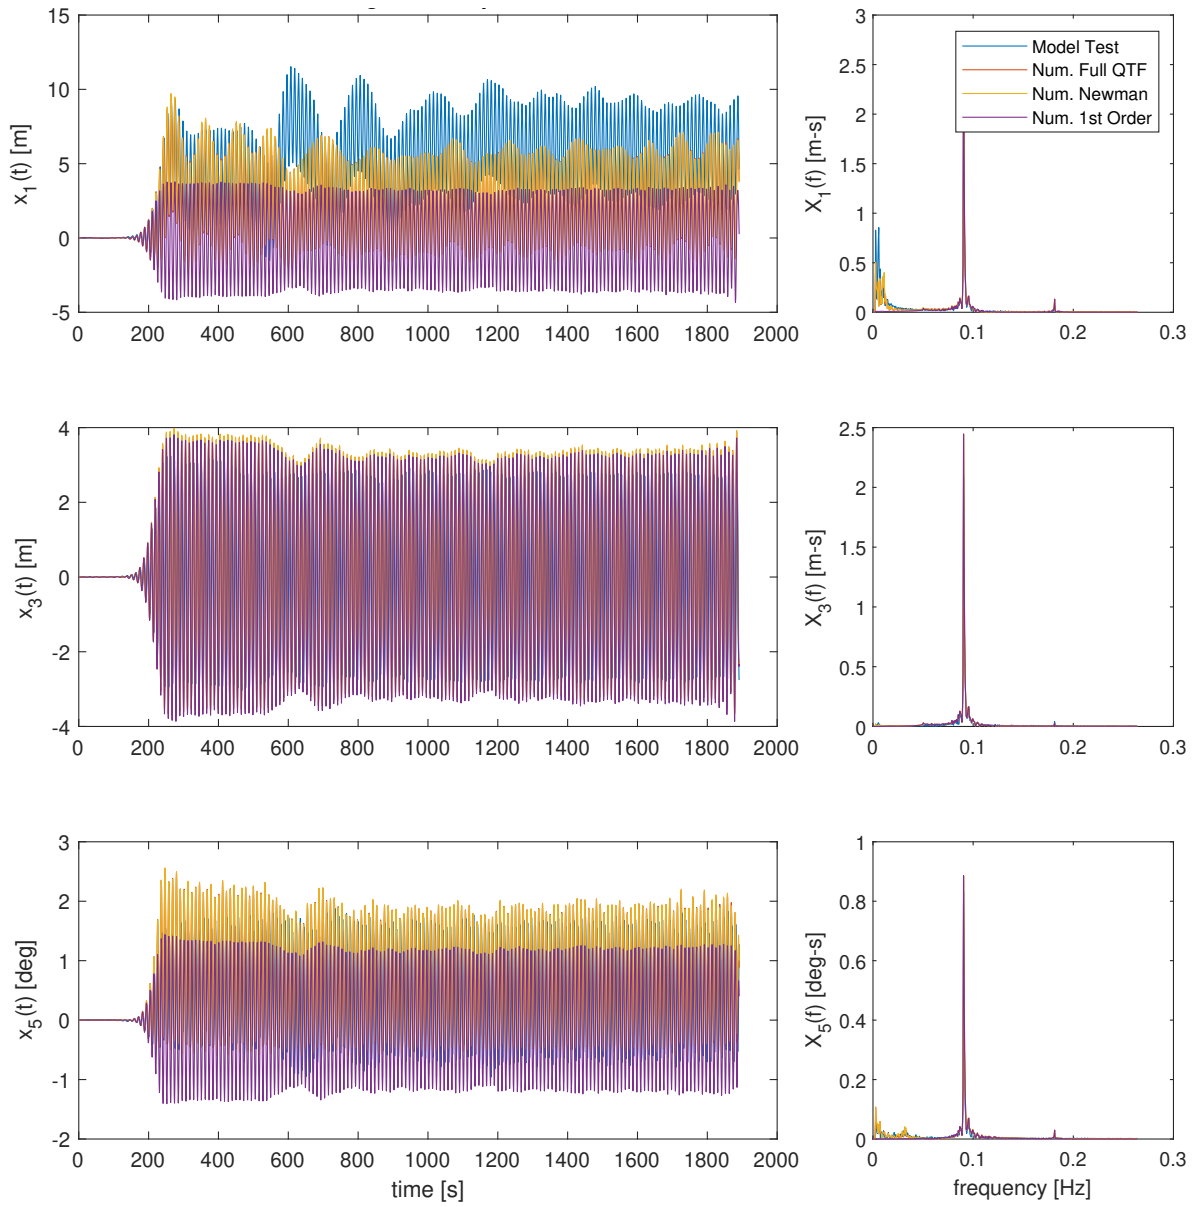 15
10
5
0
-5
x1(t) [m]
0 200 400 600 800 1000 1200 1400 1600 1800 2000
3
2.5
2
1.5
1
0.5
0
X1(f) [m-s]
0 0.1 0.2 0.3
Model Test
Num. Full QTF
Num. Newman
Num. 1st Order
4
2
0
-2
-4
x3(t) [m]
0 200 400 600 800 1000 1200 1400 1600 1800 2000
2.5
2
1.5
1
0.5
0
X3(f) [m-s]
0 0.1 0.2 0.3
3
2
1
0
-1
-2
x5(t) [deg]
0 200 400 600 800 1000 1200 1400 1600 1800 2000
time [s]
1
0.8
0.6
0.4
0.2
0
X5(f) [deg-s]
0 0.1 0.2 0.3
frequency [Hz]